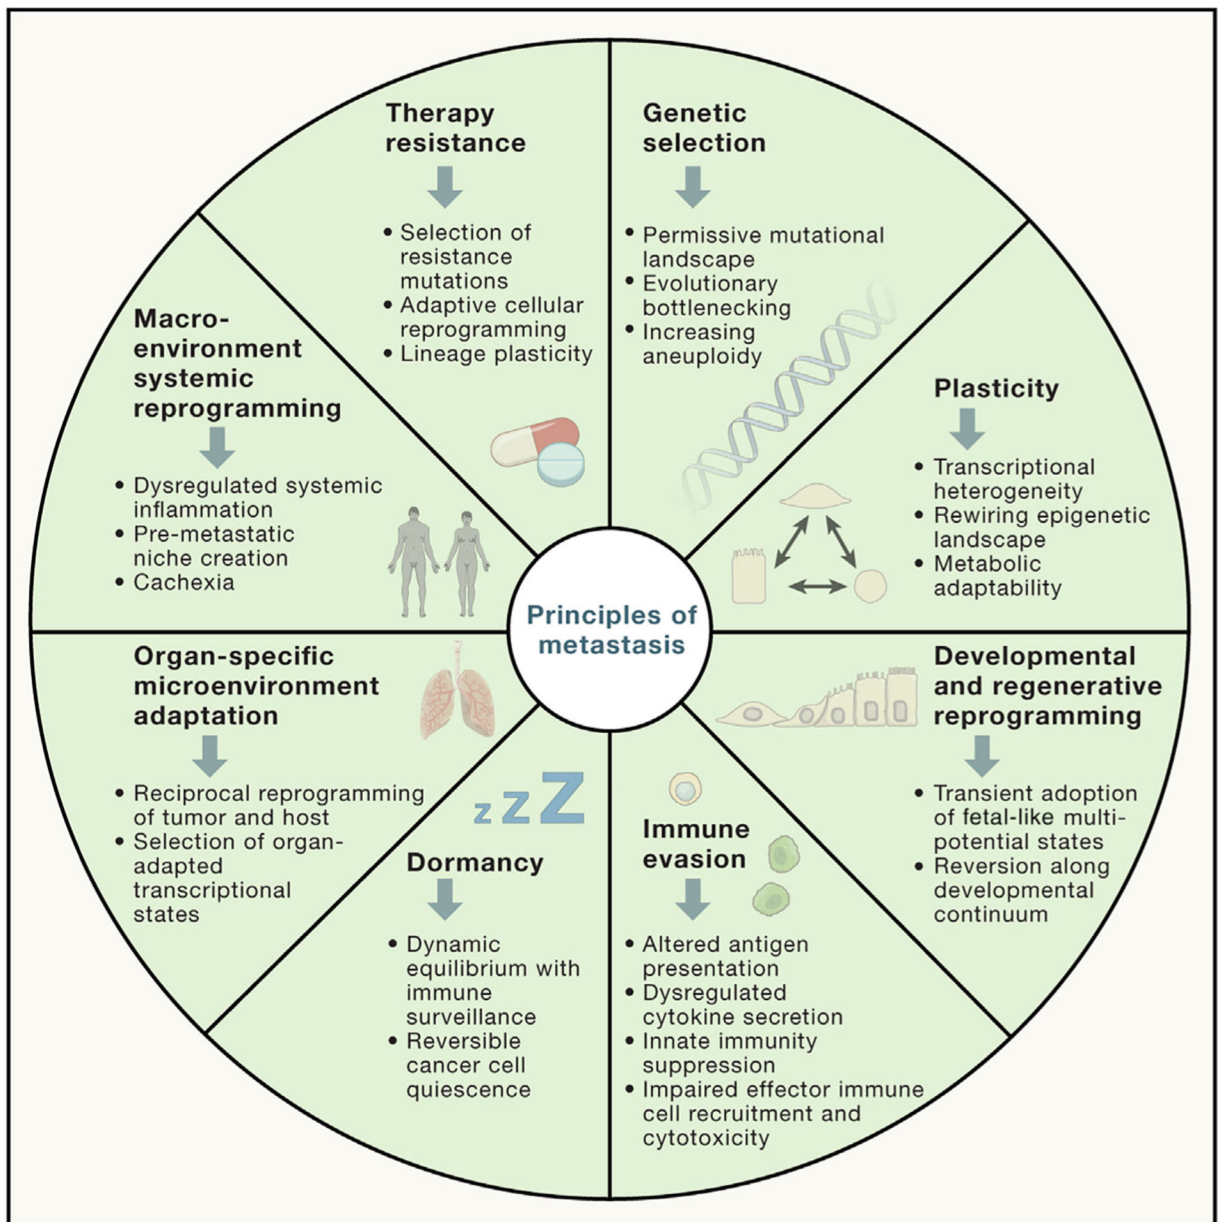 Therapy
resistance
• Selection of
resistance
mutations
• Adaptive cellular
reprogramming
• Lineage plasticity
Genetic
selection
• Permissive mutational
landscape
• Evolutionary
bottlenecking
• Increasing
aneuploidy
Plasticity
• Transcriptional
heterogeneity
• Rewiring epigenetic
landscape
• Metabolic
adaptability
Developmental
and regenerative
reprogramming
• Transient adoption
of fetal-like multi-
potential states
• Reversion along
developmental
continuum
Immune
evasion
• Altered antigen
presentation
• Dysregulated
cytokine secretion
• Innate immunity
suppression
• Impaired effector immune
cell recruitment and
cytotoxicity
z z Z
Dormancy
• Dynamic
equilibrium with
immune
surveillance
• Reversible
cancer cell
quiescence
Organ-specific
microenvironment
adaptation
• Reciprocal reprogramming
of tumor and host
• Selection of organ-
adapted
transcriptional
states
Macro-
environment
systemic
reprogramming
• Dysregulated systemic
inflammation
• Pre-metastatic
niche creation
• Cachexia
Principles of
metastasis